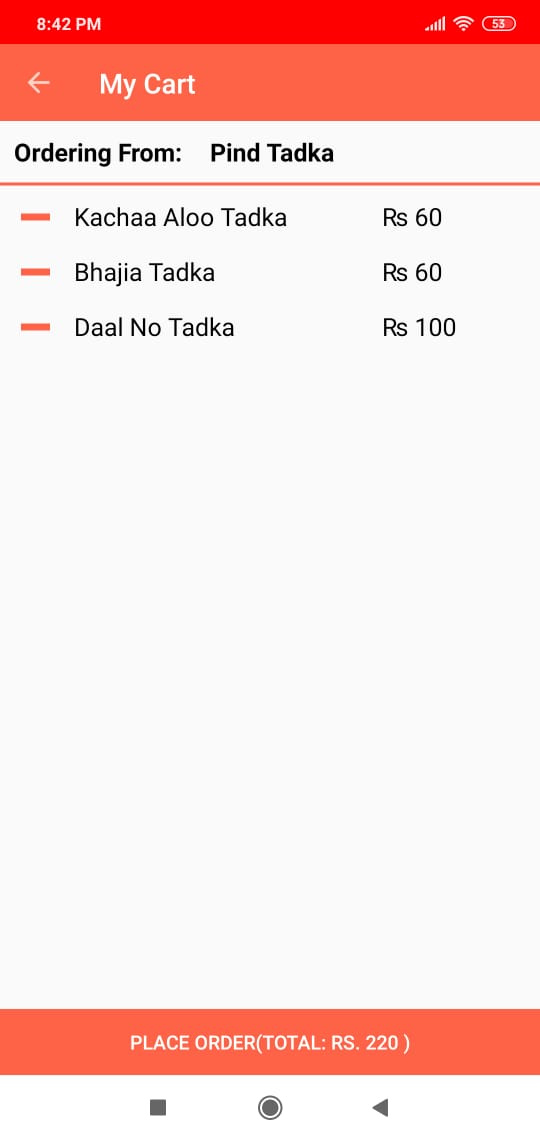 8:42 PM 53
My Cart
Ordering From: Pind Tadka
Kachaa Aloo Tadka Rs 60
Bhajia Tadka Rs 60
Daal No Tadka Rs 100
PLACE ORDER(TOTAL: RS. 220 )